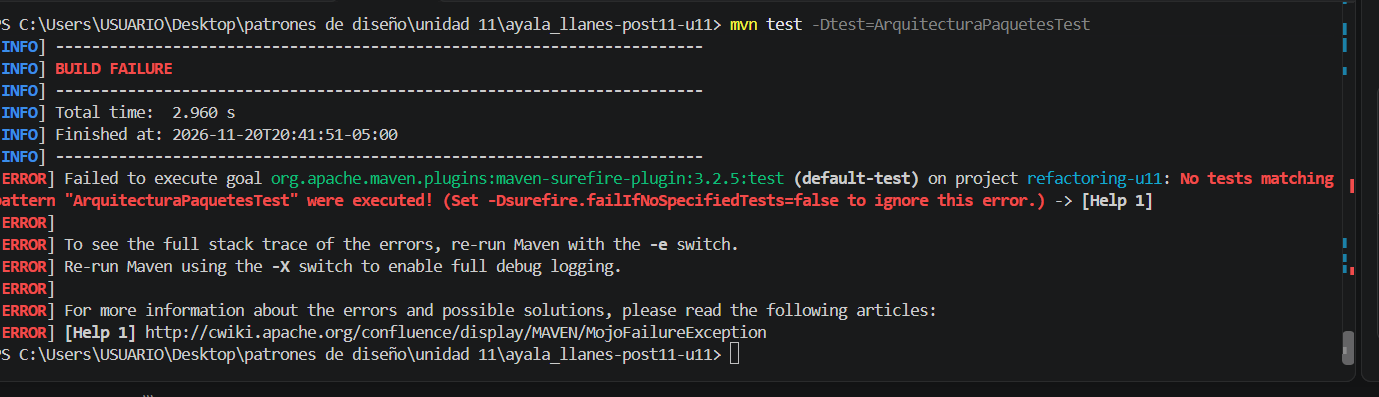 PS C:\Users\USUARIO\Desktop\patrones de diseño\unidad 11\ayala_llanes-post11-u11> mvn test -Dtest=ArquitecturaPaquetesTest
INFO] ------------------------------------------------------------------------
INFO] BUILD FAILURE
INFO] ------------------------------------------------------------------------
INFO] Total time:  2.960 s
INFO] Finished at: 2026-11-20T20:41:51-05:00
INFO] ------------------------------------------------------------------------
ERROR] Failed to execute goal org.apache.maven.plugins:maven-surefire-plugin:3.2.5:test (default-test) on project refactoring-u11: No tests matching
pattern "ArquitecturaPaquetesTest" were executed! (Set -Dsurefire.failIfNoSpecifiedTests=false to ignore this error.) -> [Help 1]
ERROR]
ERROR] To see the full stack trace of the errors, re-run Maven with the -e switch.
ERROR] Re-run Maven using the -X switch to enable full debug logging.
ERROR]
ERROR] For more information about the errors and possible solutions, please read the following articles:
ERROR] [Help 1] http://cwiki.apache.org/confluence/display/MAVEN/MojoFailureException
PS C:\Users\USUARIO\Desktop\patrones de diseño\unidad 11\ayala_llanes-post11-u11>